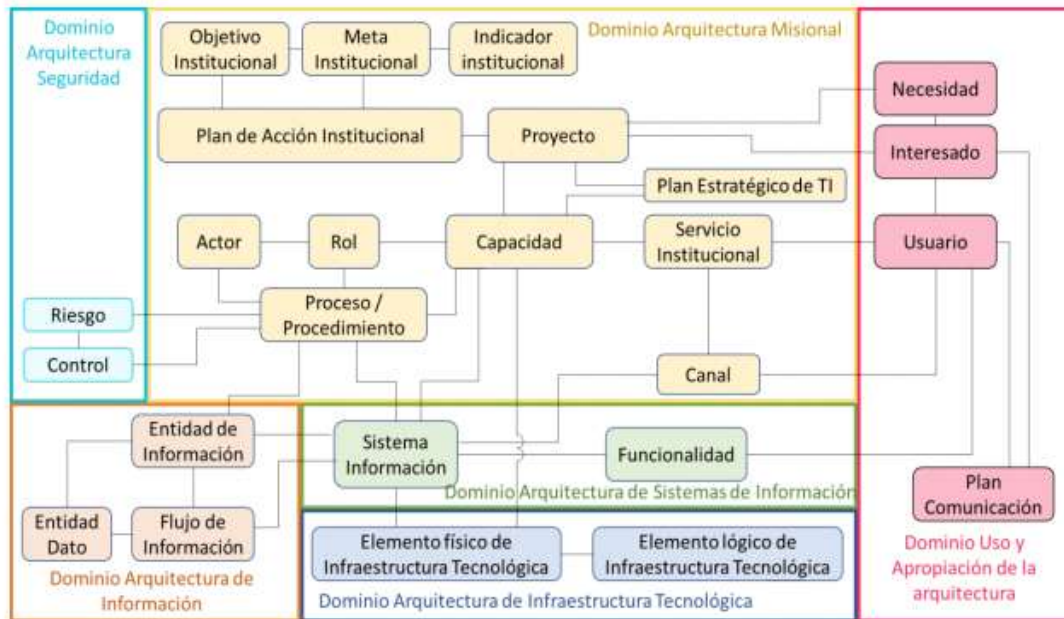 Dominio
Arquitectura
Seguridad
Riesgo
Control
Dominio Arquitectura Misional
Objetivo
Institucional
Meta
Institucional
Indicador
institucional
Plan de Acción Institucional
Proyecto
Plan Estratégico de TI
Actor
Rol
Capacidad
Servicio
Institucional
Proceso /
Procedimiento
Canal
Necesidad
Interesado
Usuario
Plan
Comunicación
Dominio Uso y
Apropiación de la
arquitectura
Entidad de
Información
Entidad
Dato
Flujo de
Información
Dominio Arquitectura de
Información
Sistema
Información
Funcionalidad
Dominio Arquitectura de Sistemas de Información
Elemento físico de
Infraestructura Tecnológica
Elemento lógico de
Infraestructura Tecnológica
Dominio Arquitectura de Infraestructura Tecnológica